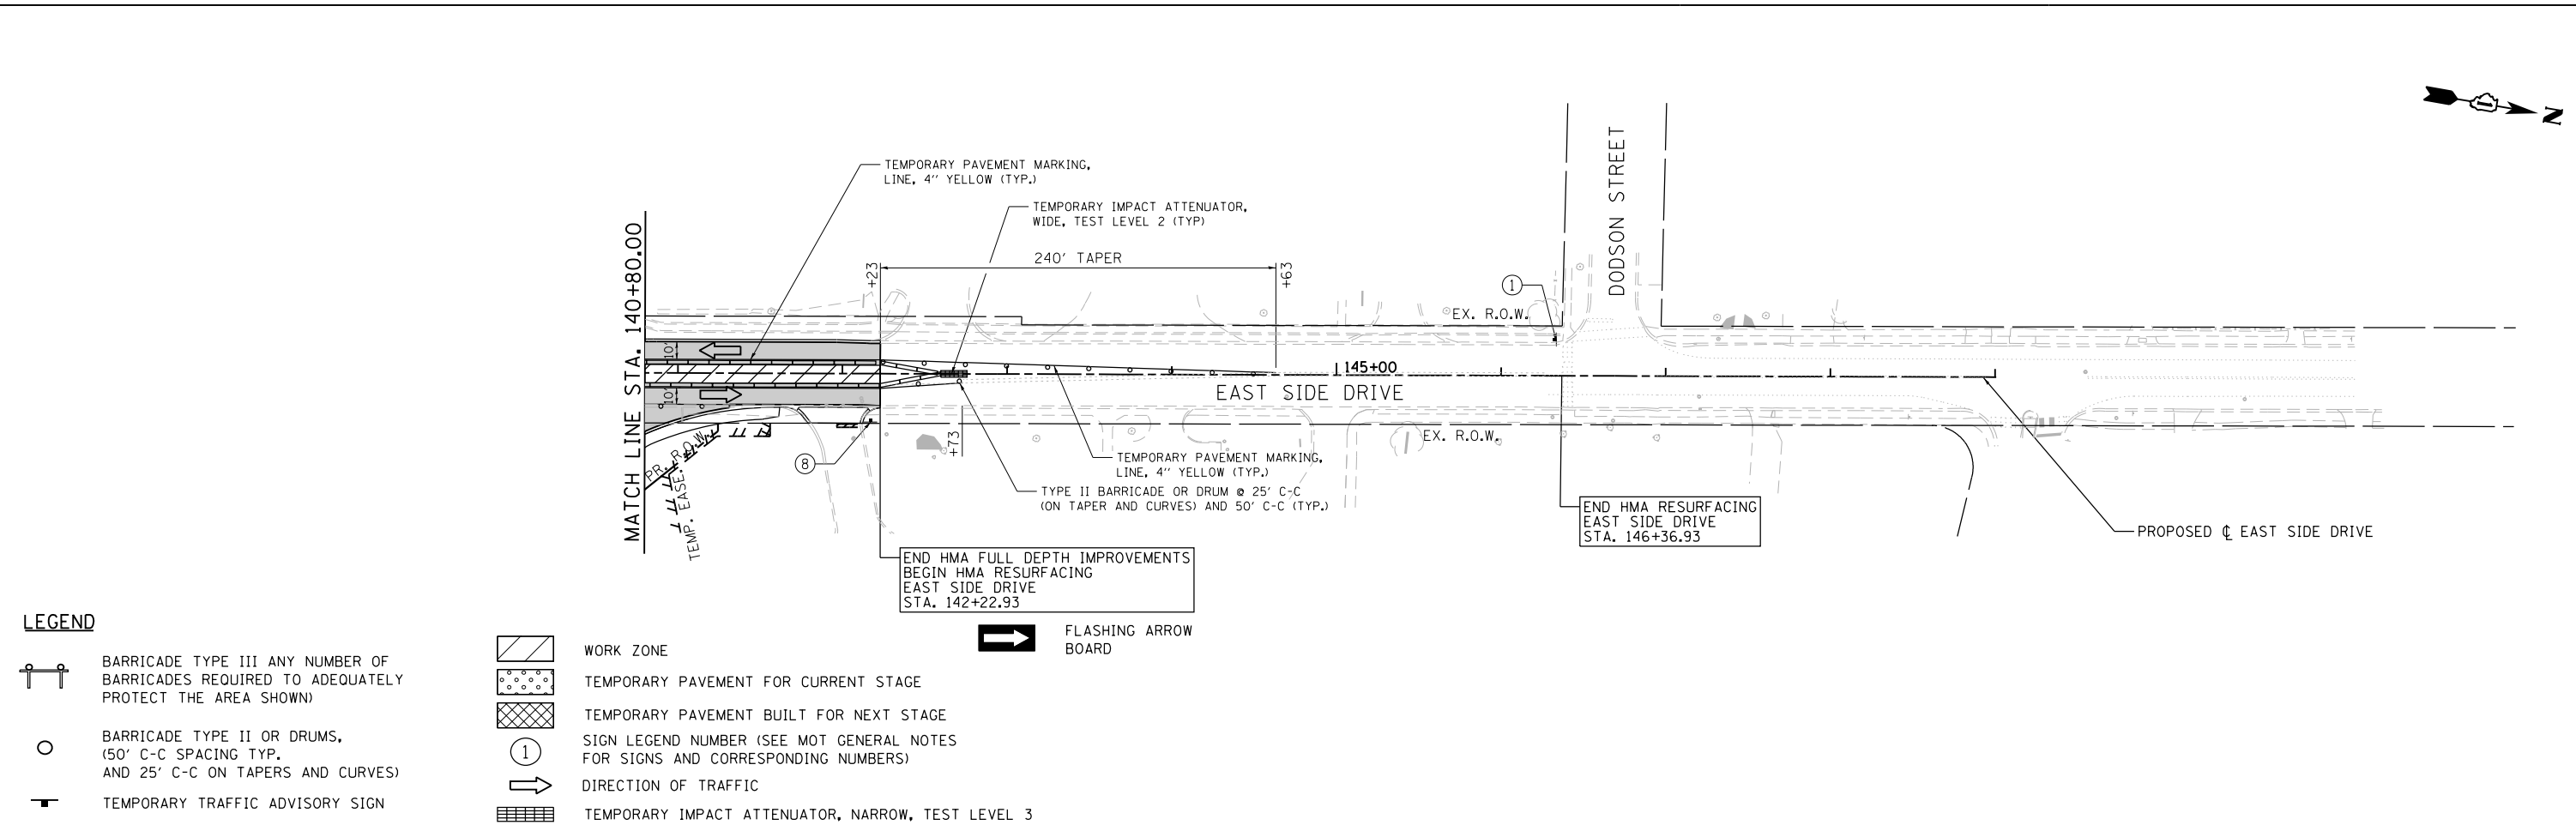 N
TEMPORARY PAVEMENT MARKING,
LINE, 4'' YELLOW (TYP.)
TEMPORARY IMPACT ATTENUATOR,
WIDE, TEST LEVEL 2 (TYP)
DODSON STREET
MATCH LINE STA. 140+80.00
240' TAPER
+23
+63
1
EX. R.O.W.
10'
10'
145+00
EAST SIDE DRIVE
EX. R.O.W.
+73
8
PR. R.O.W.
TEMP. EASE.
TEMPORARY PAVEMENT MARKING,
LINE, 4'' YELLOW (TYP.)
TYPE II BARRICADE OR DRUM @ 25' C-C
(ON TAPER AND CURVES) AND 50' C-C (TYP.)
END HMA RESURFACING
EAST SIDE DRIVE
STA. 146+36.93
PROPOSED ℄ EAST SIDE DRIVE
END HMA FULL DEPTH IMPROVEMENTS
BEGIN HMA RESURFACING
EAST SIDE DRIVE
STA. 142+22.93
LEGEND
BARRICADE TYPE III ANY NUMBER OF
BARRICADES REQUIRED TO ADEQUATELY
PROTECT THE AREA SHOWN)
BARRICADE TYPE II OR DRUMS,
(50' C-C SPACING TYP.
AND 25' C-C ON TAPERS AND CURVES)
TEMPORARY TRAFFIC ADVISORY SIGN
WORK ZONE
TEMPORARY PAVEMENT FOR CURRENT STAGE
TEMPORARY PAVEMENT BUILT FOR NEXT STAGE
1
SIGN LEGEND NUMBER (SEE MOT GENERAL NOTES
FOR SIGNS AND CORRESPONDING NUMBERS)
DIRECTION OF TRAFFIC
TEMPORARY IMPACT ATTENUATOR, NARROW, TEST LEVEL 3
FLASHING ARROW
BOARD